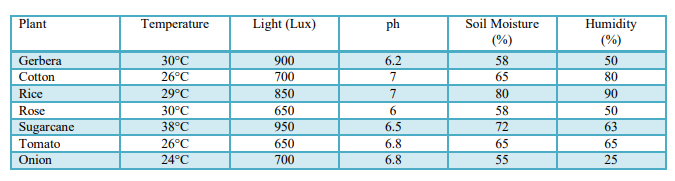 Plant Temperature Light (Lux) ph Soil Moisture (%) Humidity (%)
Gerbera 30°C 900 6.2 58 50
Cotton 26°C 700 7 65 80
Rice 29°C 850 7 80 90
Rose 30°C 650 6 58 50
Sugarcane 38°C 950 6.5 72 63
Tomato 26°C 650 6.8 65 65
Onion 24°C 700 6.8 55 25